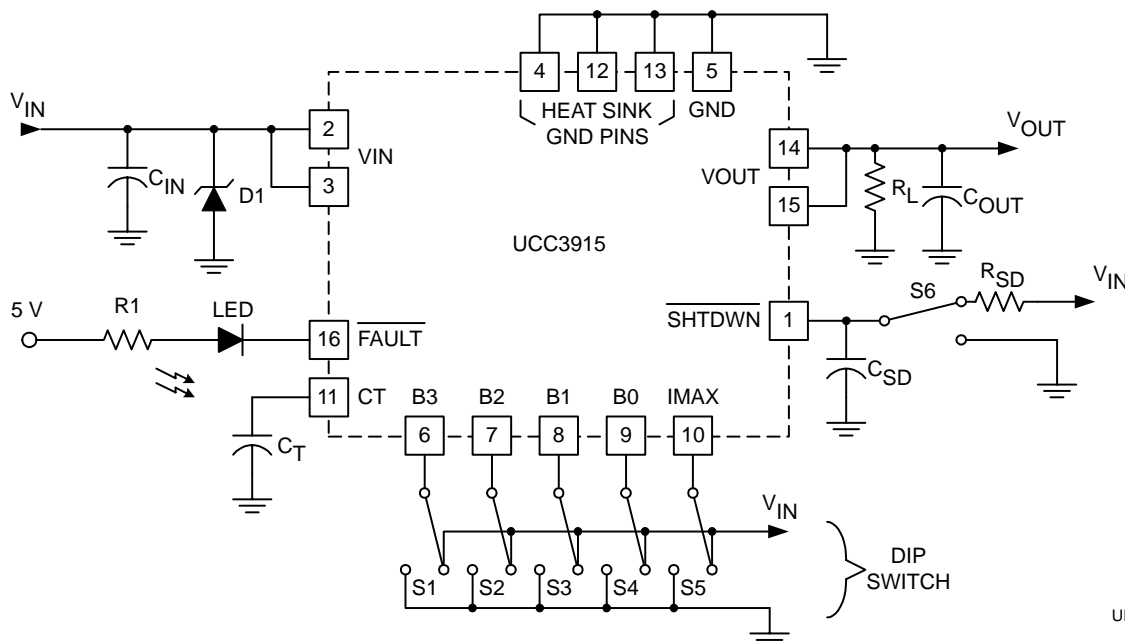 4 12 13 5
HEAT SINK GND
GND PINS
VIN
2
3
VIN
CIN
D1
14
15
VOUT
VOUT
RL
COUT
UCC3915
5 V
R1
LED
16
FAULT
11
CT
CT
SHTDWN
1
S6
RSD
VIN
CSD
B3 B2 B1 B0 IMAX
6 7 8 9 10
VIN
S1 S2 S3 S4 S5
DIP
SWITCH